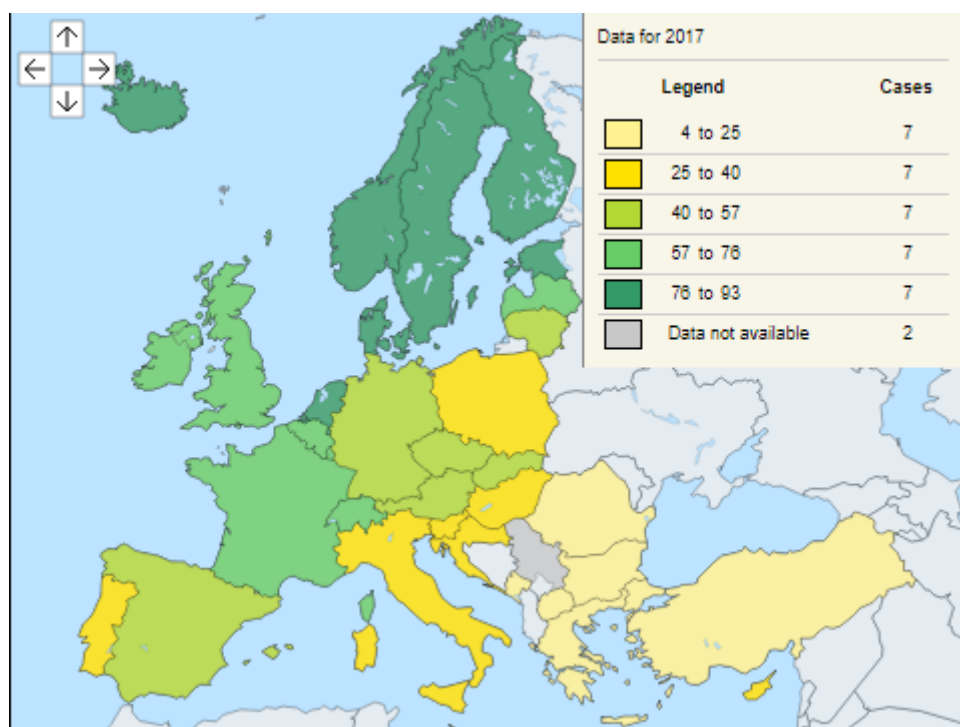 Data for 2017
Legend Cases
4 to 25 7
25 to 40 7
40 to 57 7
57 to 76 7
76 to 93 7
Data not available 2